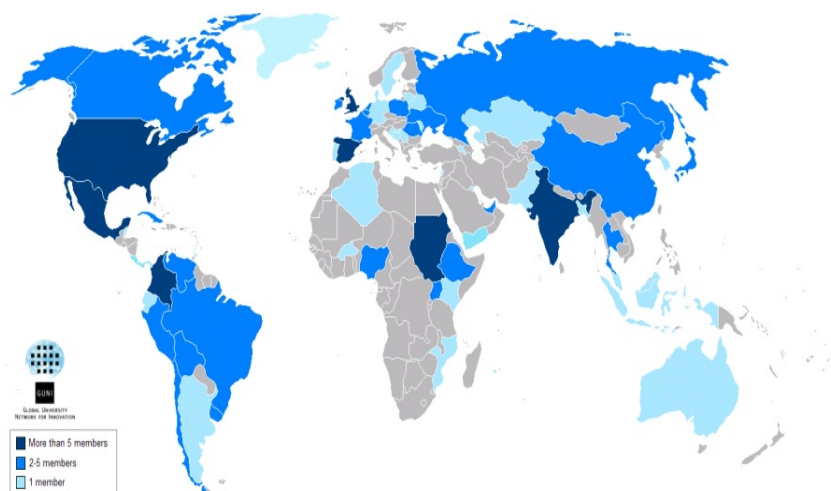 GUNI
GLOBAL UNIVERSITY
NETWORK FOR INNOVATION
More than 5 members
2-5 members
1 member